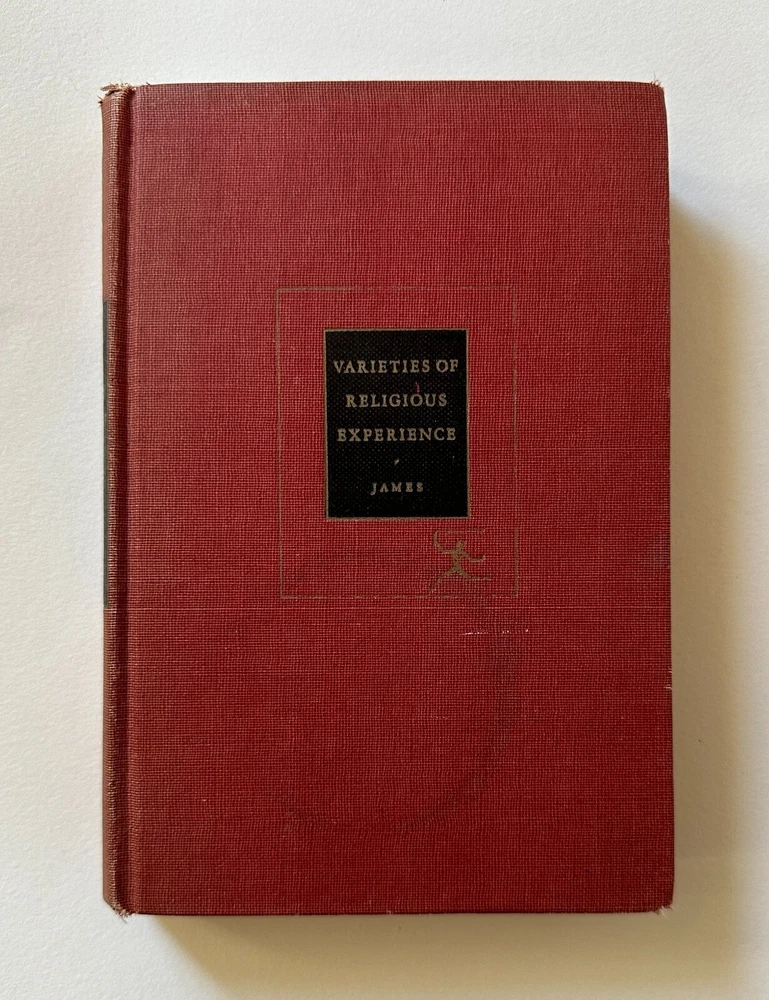 VARIETIES OF
RELIGIOUS
EXPERIENCE
JAMES